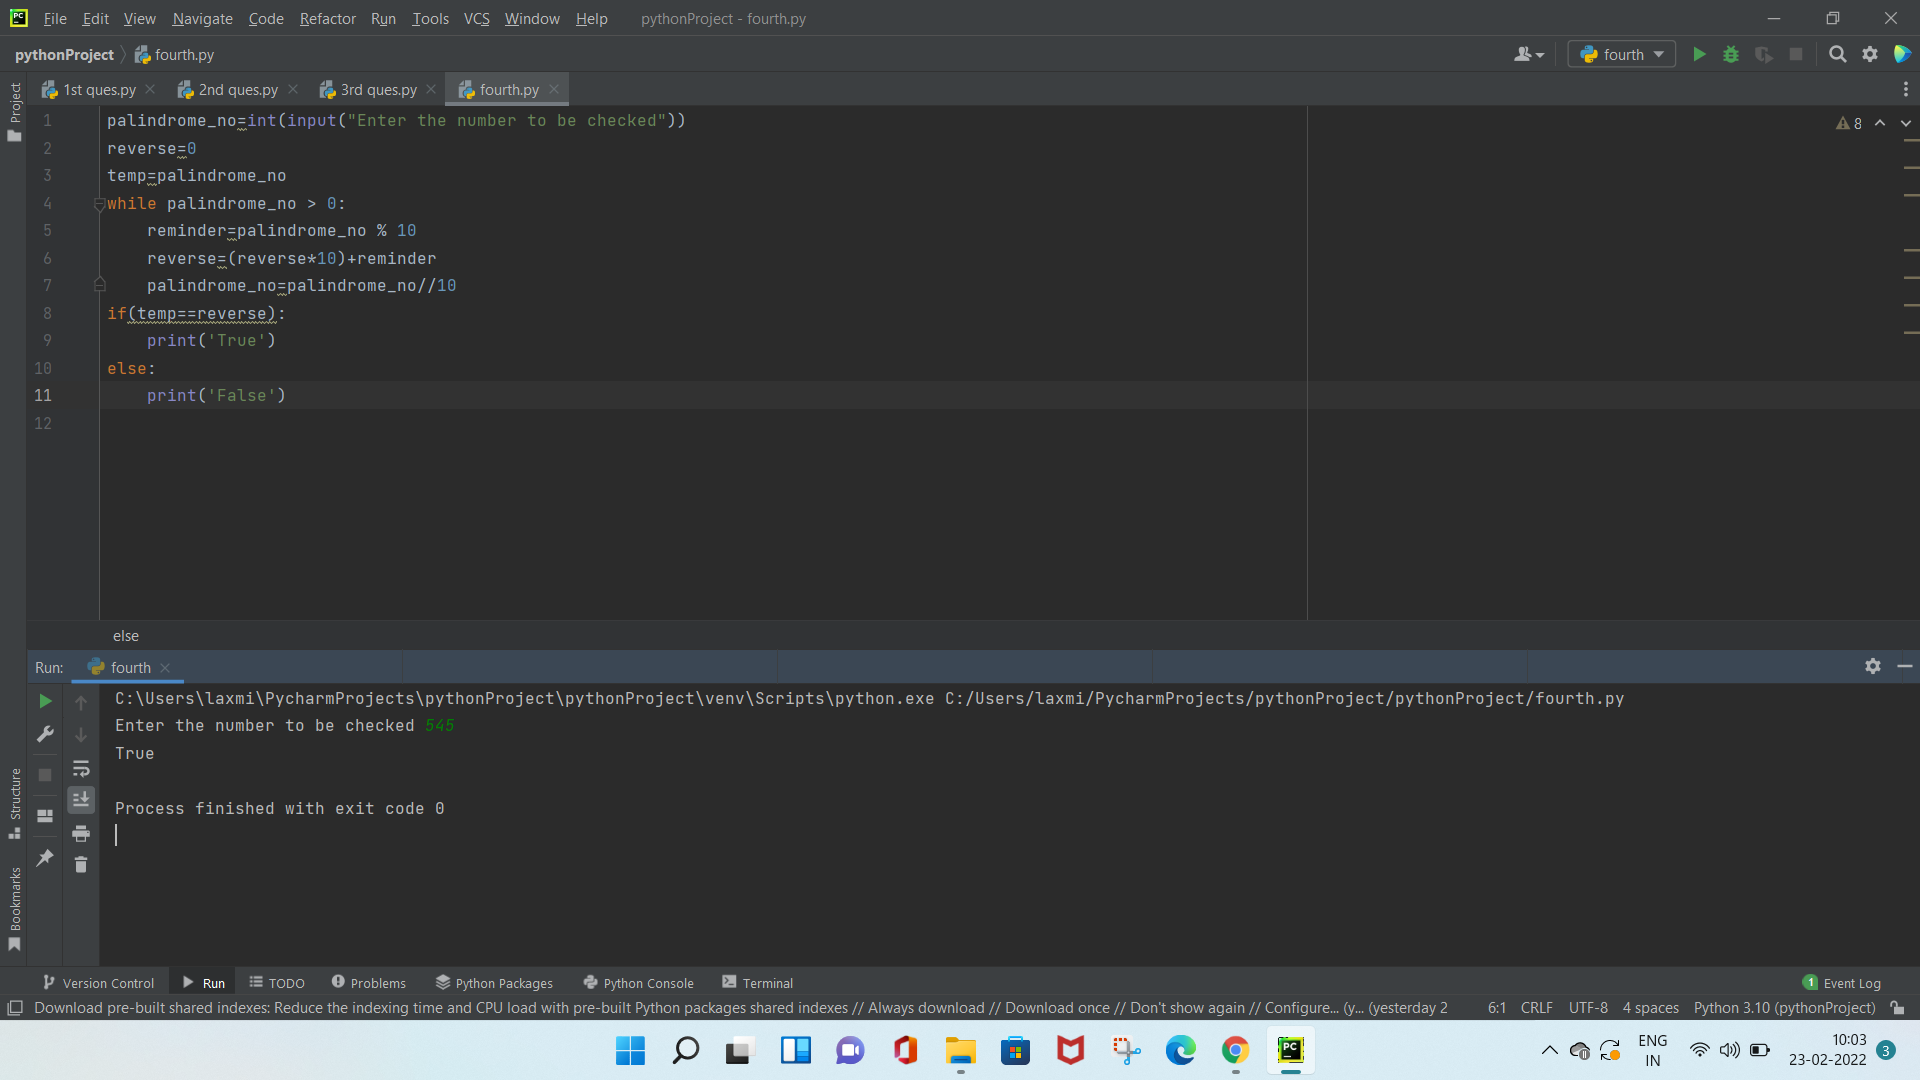 File Edit View Navigate Code Refactor Run Tools VCS Window Help pythonProject - fourth.py
pythonProject fourth.py fourth
1st ques.py 2nd ques.py 3rd ques.py fourth.py
Project
1 palindrome_no=int(input("Enter the number to be checked"))
8
2 reverse=0
3 temp=palindrome_no
4 while palindrome_no > 0:
5 reminder=palindrome_no % 10
6 reverse=(reverse*10)+reminder
7 palindrome_no=palindrome_no//10
8 if(temp==reverse):
9 print('True')
10 else:
11 print('False')
12
else
Run: fourth
C:\Users\laxmi\PycharmProjects\pythonProject\pythonProject\venv\Scripts\python.exe C:/Users/laxmi/PycharmProjects/pythonProject/pythonProject/fourth.py
Enter the number to be checked 545
True
Process finished with exit code 0
Structure
Bookmarks
Version Control Run TODO Problems Python Packages Python Console Terminal 1 Event Log
Download pre-built shared indexes: Reduce the indexing time and CPU load with pre-built Python packages shared indexes // Always download // Download once // Don't show again // Configure... (y... (yesterday 2 6:1 CRLF UTF-8 4 spaces Python 3.10 (pythonProject)
PC
ENG
IN
10:03
23-02-2022
3